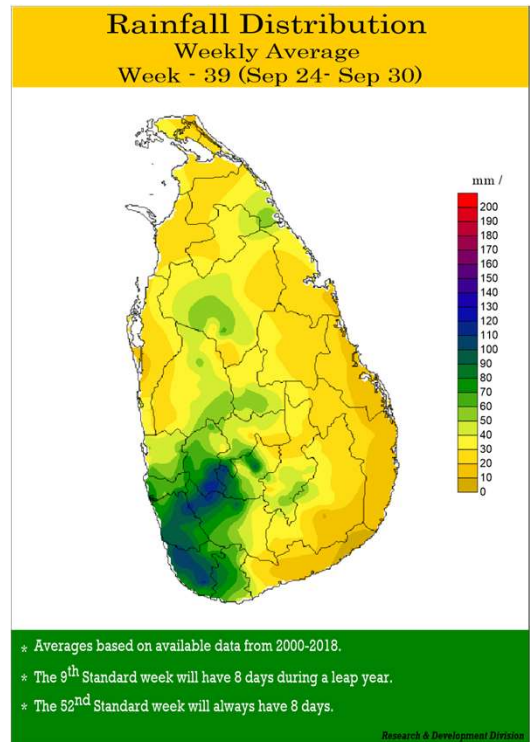 Rainfall Distribution
Weekly Average
Week - 39 (Sep 24- Sep 30)
mm /
200
190
180
170
160
150
140
130
120
110
100
90
80
70
60
50
40
30
20
10
0
* Averages based on available data from 2000-2018.
* The 9th Standard week will have 8 days during a leap year.
* The 52nd Standard week will always have 8 days.
Research & Development Division